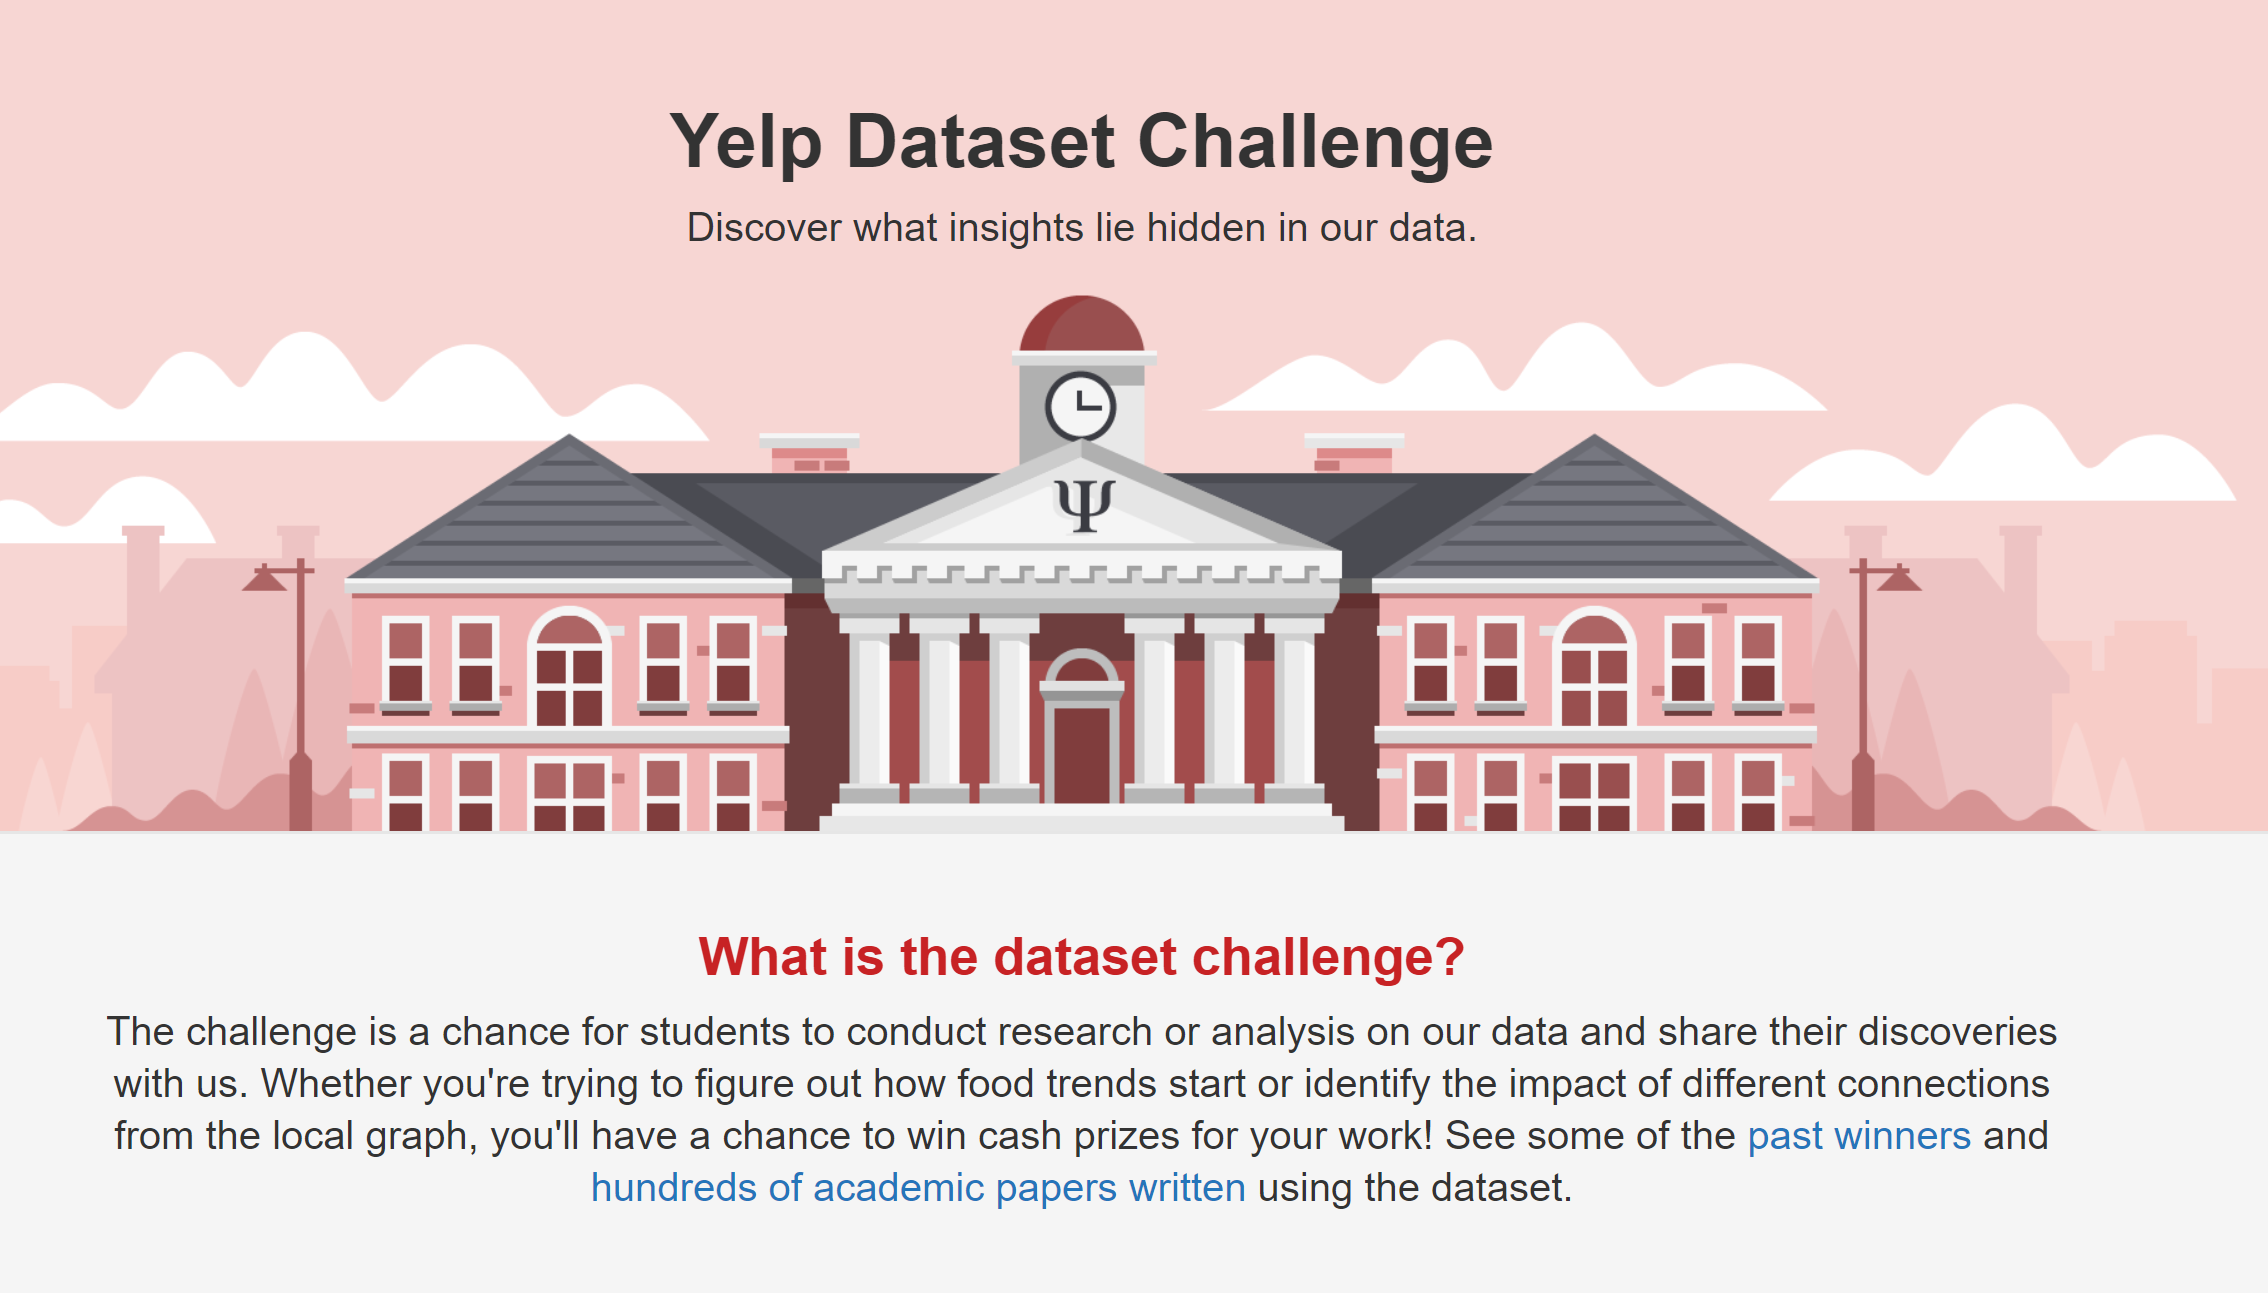 Yelp Dataset Challenge
Discover what insights lie hidden in our data.
Ψ
What is the dataset challenge?
The challenge is a chance for students to conduct research or analysis on our data and share their discoveries
with us. Whether you're trying to figure out how food trends start or identify the impact of different connections
from the local graph, you'll have a chance to win cash prizes for your work! See some of the past winners and
hundreds of academic papers written using the dataset.